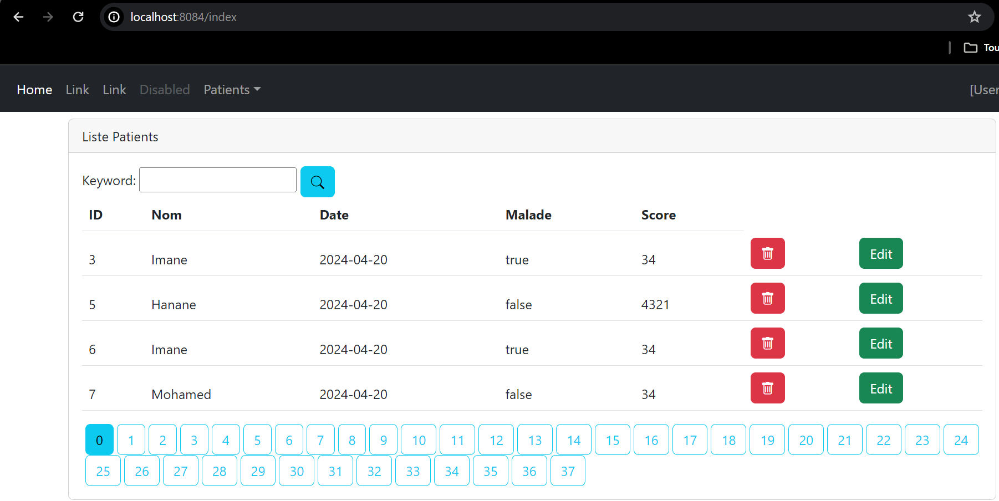 localhost:8084/index
Tou
Home Link Link Disabled Patients [User
Liste Patients
Keyword:
ID Nom Date Malade Score
3 Imane 2024-04-20 true 34 Edit
5 Hanane 2024-04-20 false 4321 Edit
6 Imane 2024-04-20 true 34 Edit
7 Mohamed 2024-04-20 false 34 Edit
0 1 2 3 4 5 6 7 8 9 10 11 12 13 14 15 16 17 18 19 20 21 22 23 24
25 26 27 28 29 30 31 32 33 34 35 36 37